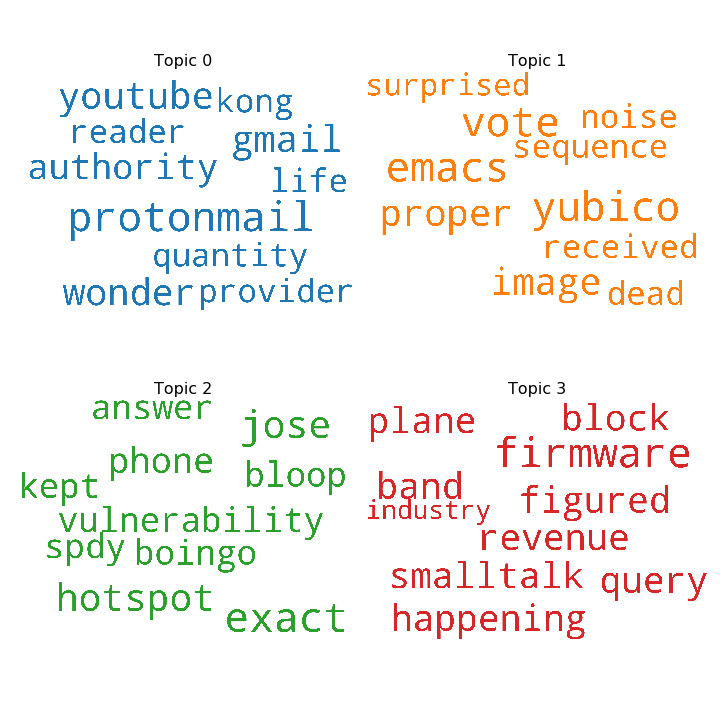 Topic 0
youtube kong
reader
gmail
authority
life
protonmail
quantity
wonder provider
Topic 1
surprised
vote noise
sequence
emacs
proper yubico
received
image dead
Topic 2
answer
jose
phone
bloop
kept
vulnerability
spdy boingo
hotspot
exact
Topic 3
plane block
firmware
band
figured
industry
revenue
smalltalk query
happening